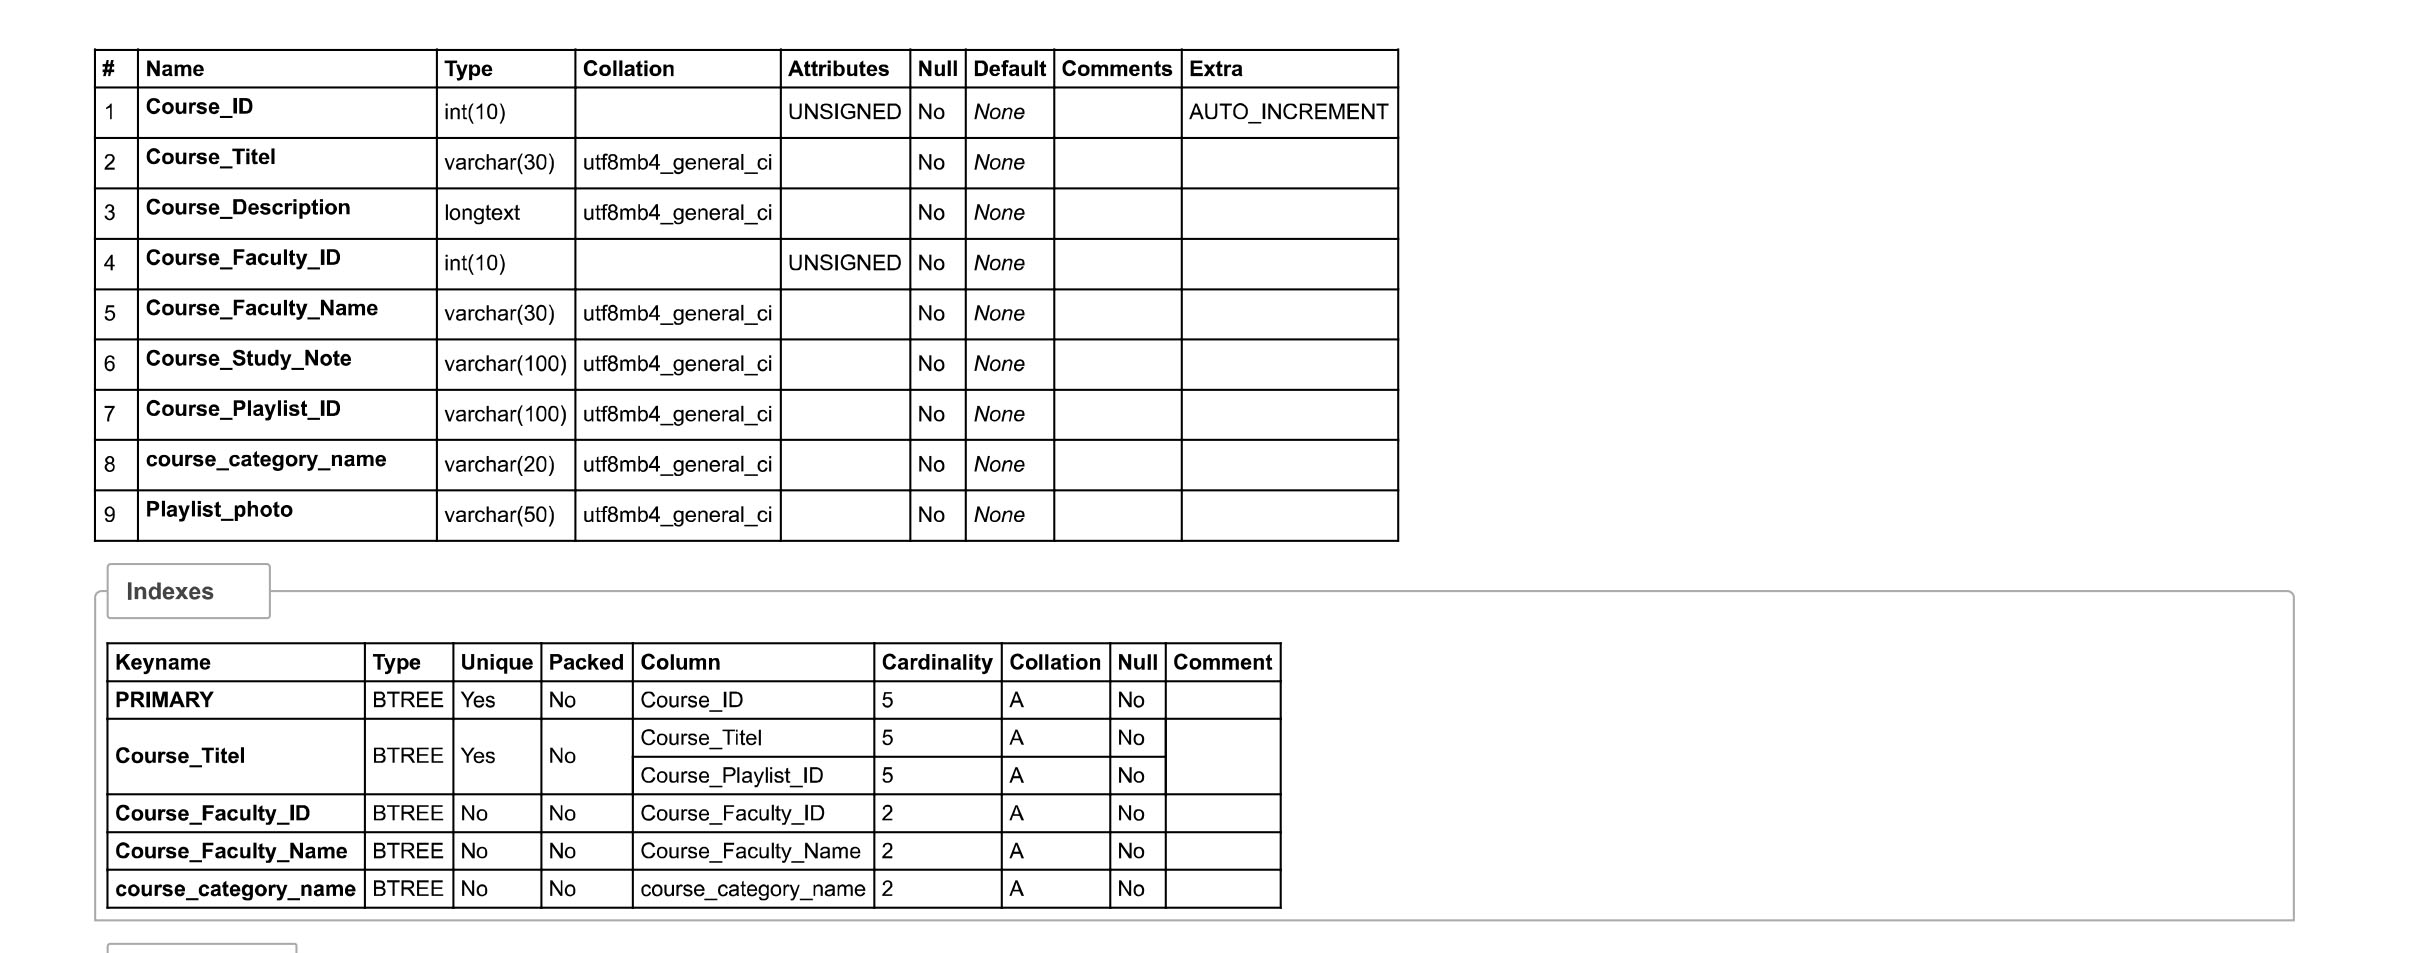 # Name Type Collation Attributes Null Default Comments Extra
1 Course_ID int(10) UNSIGNED No None AUTO_INCREMENT
2 Course_Titel varchar(30) utf8mb4_general_ci No None
3 Course_Description longtext utf8mb4_general_ci No None
4 Course_Faculty_ID int(10) UNSIGNED No None
5 Course_Faculty_Name varchar(30) utf8mb4_general_ci No None
6 Course_Study_Note varchar(100) utf8mb4_general_ci No None
7 Course_Playlist_ID varchar(100) utf8mb4_general_ci No None
8 course_category_name varchar(20) utf8mb4_general_ci No None
9 Playlist_photo varchar(50) utf8mb4_general_ci No None
Indexes
Keyname Type Unique Packed Column Cardinality Collation Null Comment
PRIMARY BTREE Yes No Course_ID 5 A No
Course_Titel BTREE Yes No Course_Titel 5 A No
Course_Playlist_ID 5 A No
Course_Faculty_ID BTREE No No Course_Faculty_ID 2 A No
Course_Faculty_Name BTREE No No Course_Faculty_Name 2 A No
course_category_name BTREE No No course_category_name 2 A No